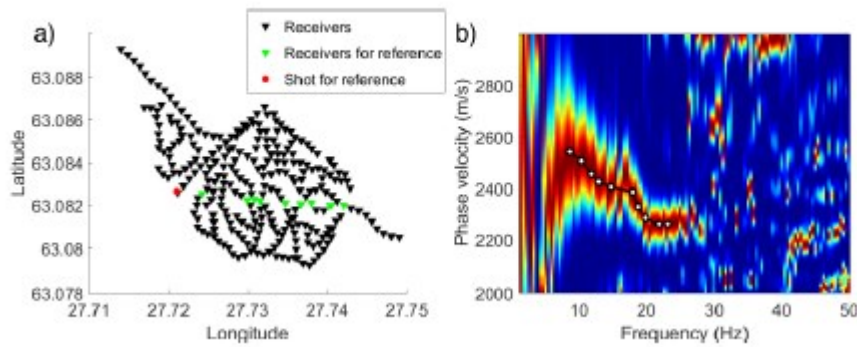 a)
Receivers
Receivers for reference
Shot for reference
63.088
63.086
63.084
63.082
63.08
63.078
Latitude
27.71 27.72 27.73 27.74 27.75
Longitude
b)
2800
2600
2400
2200
2000
Phase velocity (m/s)
10 20 30 40 50
Frequency (Hz)